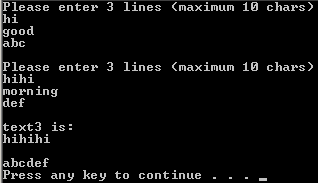 Please enter 3 lines (maximum 10 chars)
hi
good
abc
Please enter 3 lines (maximum 10 chars)
hihi
morning
def
text3 is:
hihihi
abcdef
Press any key to continue . . . _